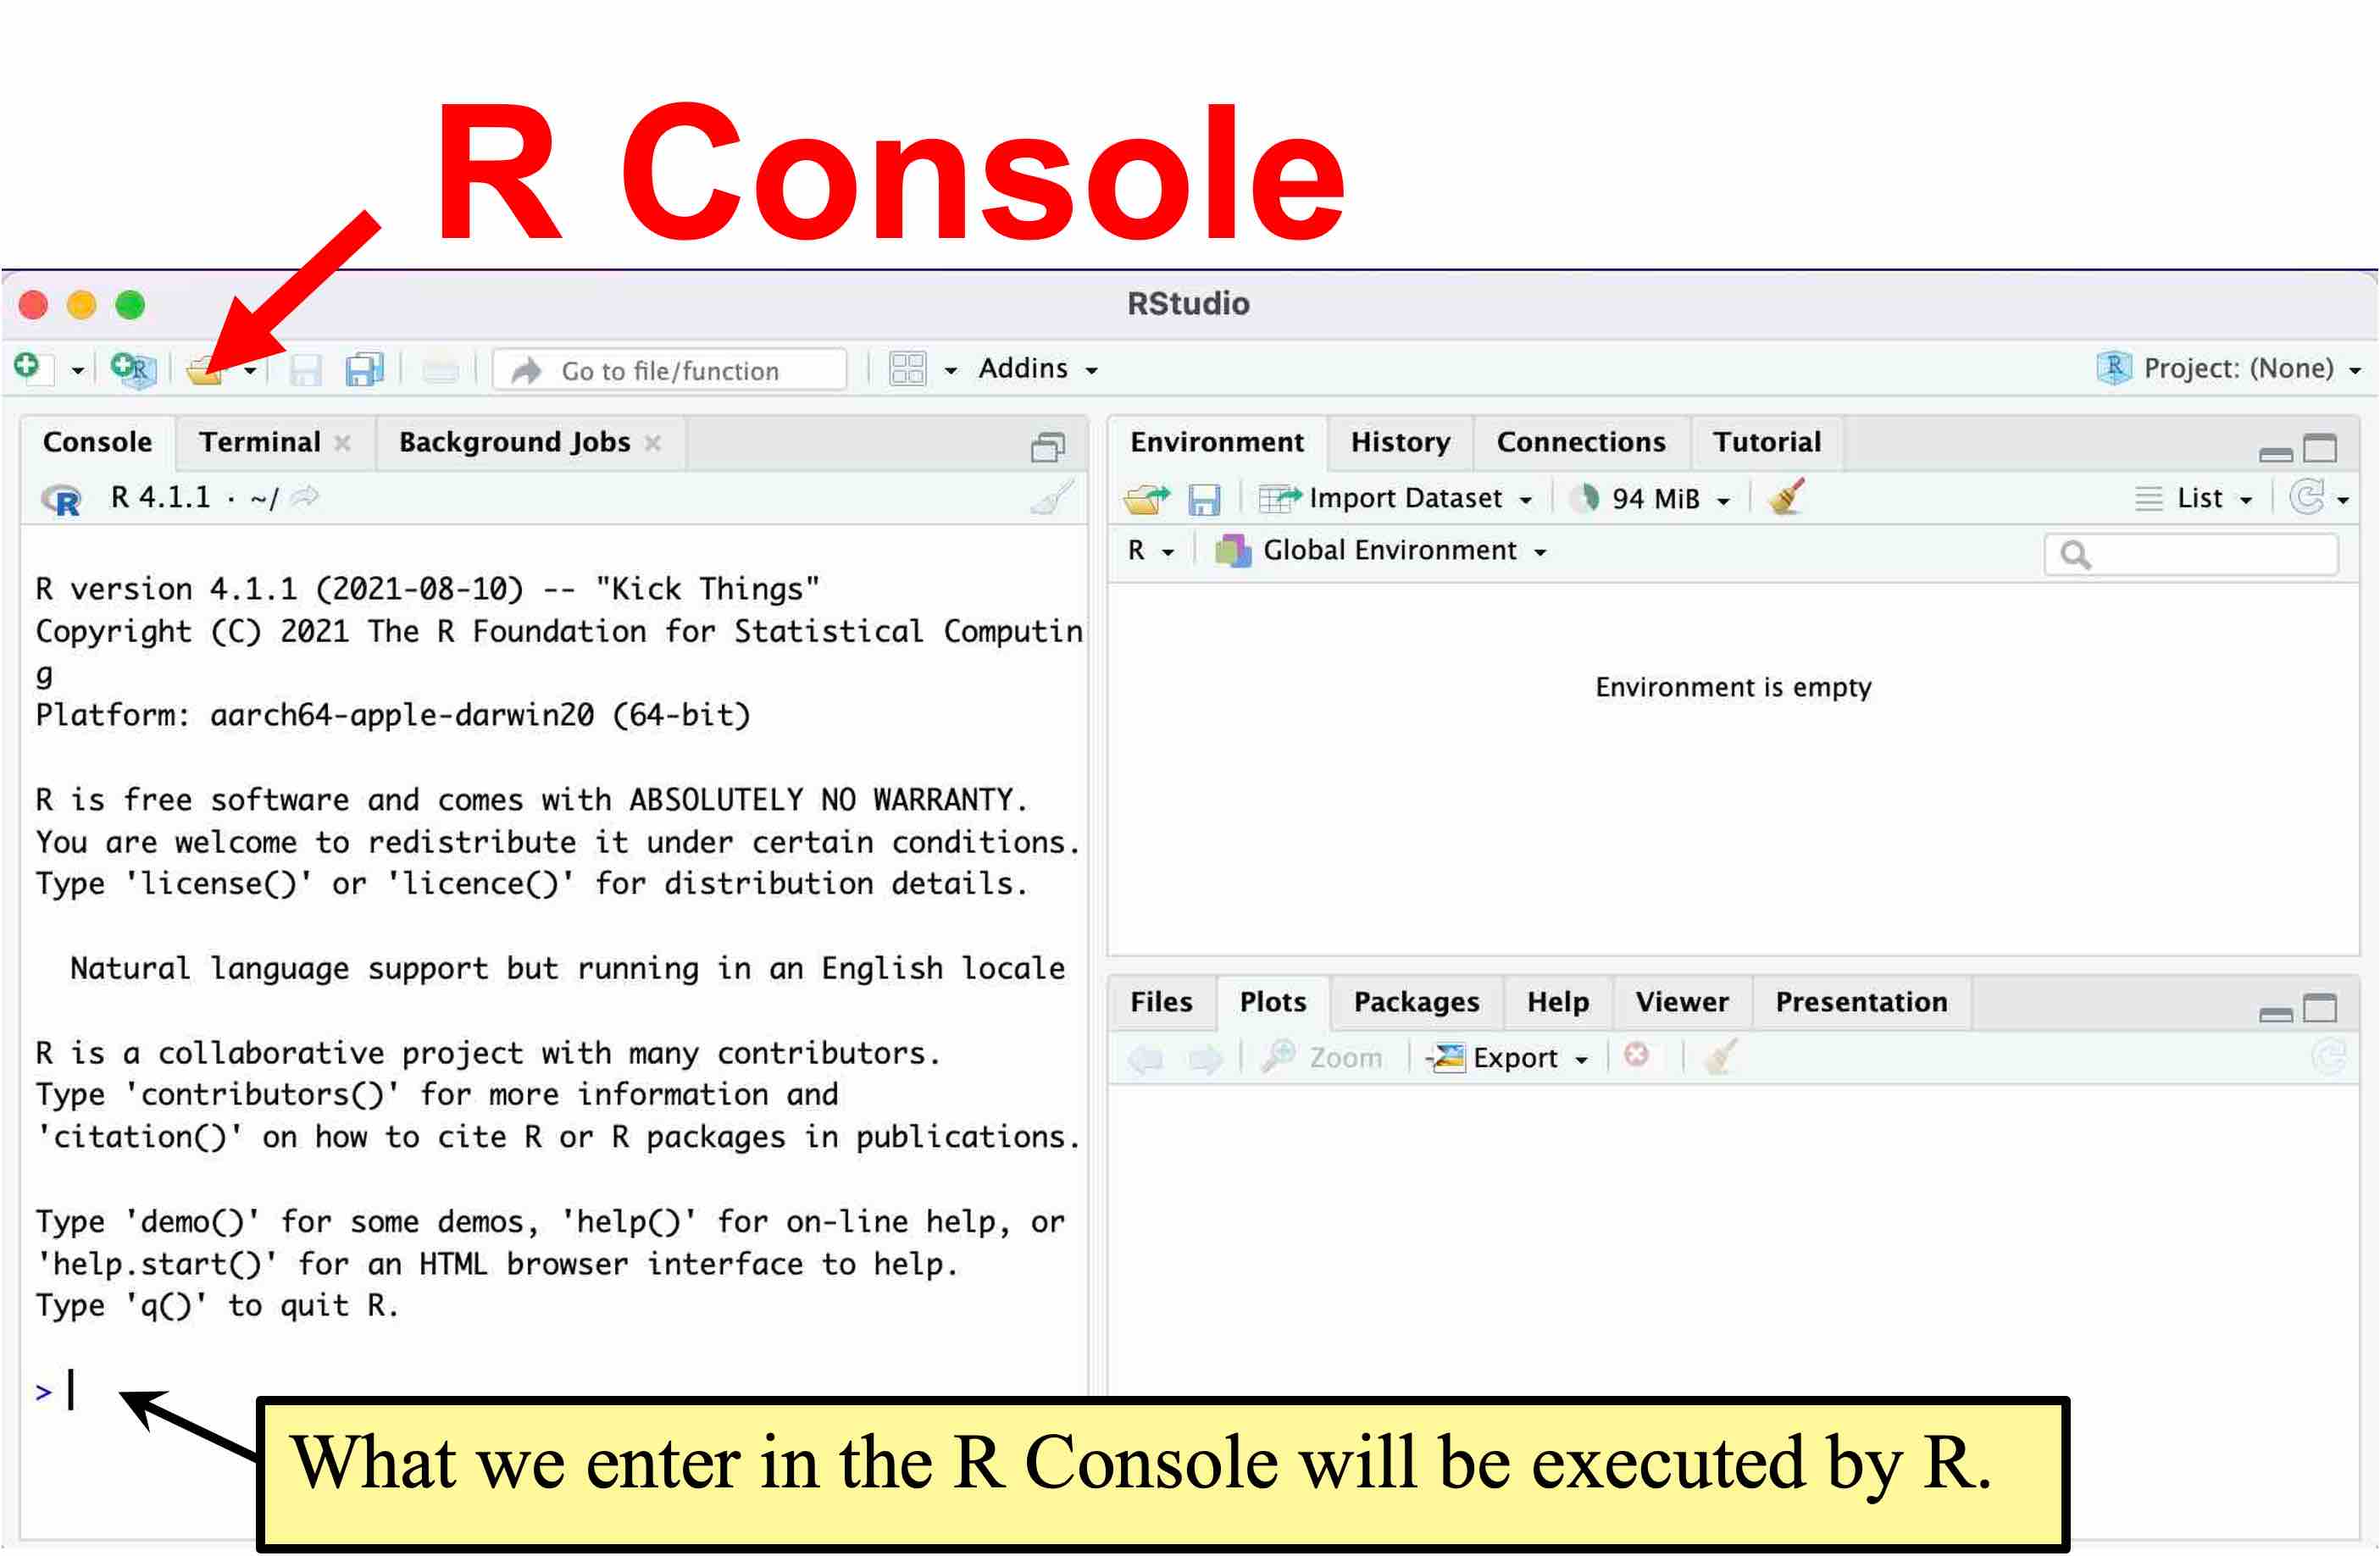 R Console
RStudio
Go to file/function
Addins
R
Project: (None)
Console
Terminal
Background Jobs
R 4.1.1 · ~/
R version 4.1.1 (2021-08-10) -- "Kick Things"
Copyright (C) 2021 The R Foundation for Statistical Computin
g
Platform: aarch64-apple-darwin20 (64-bit)
R is free software and comes with ABSOLUTELY NO WARRANTY.
You are welcome to redistribute it under certain conditions.
Type 'license()' or 'licence()' for distribution details.
Natural language support but running in an English locale
R is a collaborative project with many contributors.
Type 'contributors()' for more information and
'citation()' on how to cite R or R packages in publications.
Type 'demo()' for some demos, 'help()' for on-line help, or
'help.start()' for an HTML browser interface to help.
Type 'q()' to quit R.
>
Environment
History
Connections
Tutorial
Import Dataset
94 MiB
List
R
Global Environment
Environment is empty
Files
Plots
Packages
Help
Viewer
Presentation
Zoom
Export
What we enter in the R Console will be executed by R.